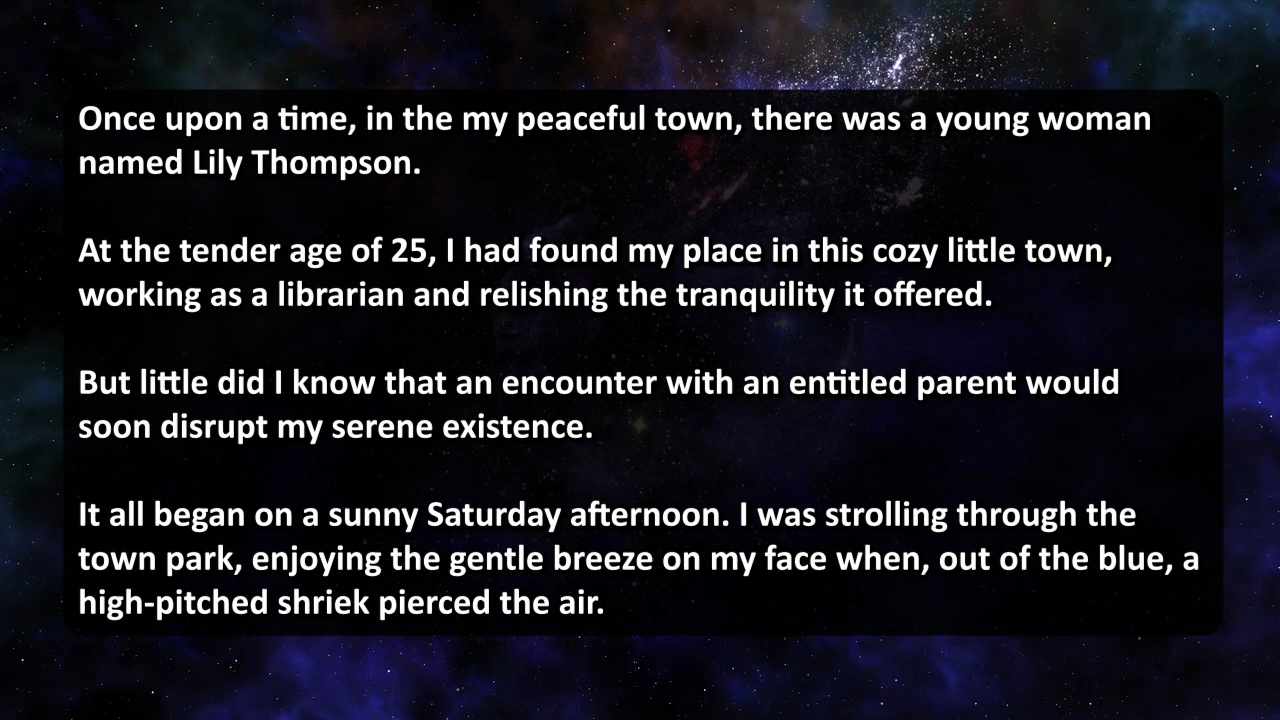 Once upon a time, in the my peaceful town, there was a young woman
named Lily Thompson.
At the tender age of 25, I had found my place in this cozy little town,
working as a librarian and relishing the tranquility it offered.
But little did I know that an encounter with an entitled parent would
soon disrupt my serene existence.
It all began on a sunny Saturday afternoon. I was strolling through the
town park, enjoying the gentle breeze on my face when, out of the blue, a
high-pitched shriek pierced the air.